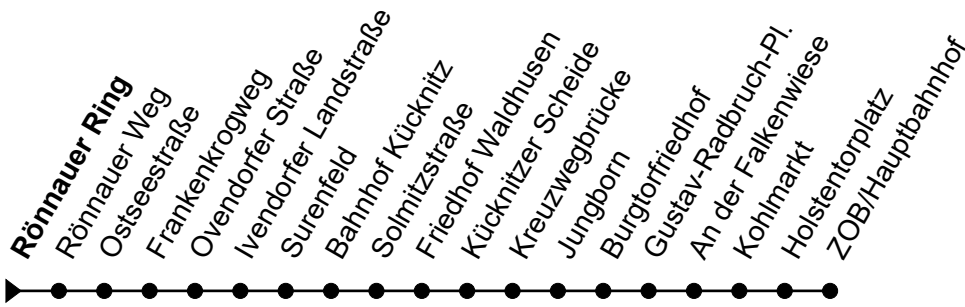 Rönnauer Ring
Rönnauer Weg
Ostseestraße
Frankenkrogweg
Ovendorfer Straße
Ivendorfer Landstraße
Surenfeld
Bahnhof Kücknitz
Solmitzstraße
Friedhof Waldhusen
Kücknitzer Scheide
Kreuzwegbrücke
Jungborn
Burgtorfriedhof
Gustav-Radbruch-Pl.
An der Falkenwiese
Kohlmarkt
Holstentorplatz
ZOB/Hauptbahnhof